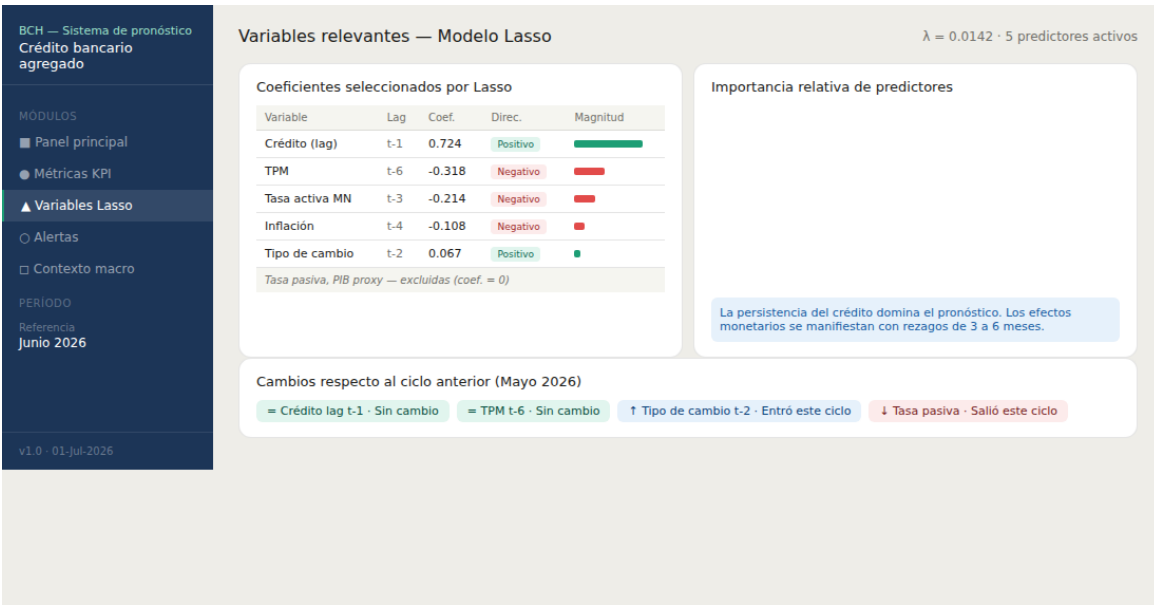 BCH — Sistema de pronóstico
Crédito bancario
agregado
MÓDULOS
■ Panel principal
● Métricas KPI
▲ Variables Lasso
○ Alertas
□ Contexto macro
PERÍODO
Referencia
Junio 2026
v1.0 · 01-Jul-2026
Variables relevantes — Modelo Lasso
λ = 0.0142 · 5 predictores activos
Coeficientes seleccionados por Lasso
Variable Lag Coef. Direc. Magnitud
Crédito (lag) t-1 0.724 Positivo
TPM t-6 -0.318 Negativo
Tasa activa MN t-3 -0.214 Negativo
Inflación t-4 -0.108 Negativo
Tipo de cambio t-2 0.067 Positivo
Tasa pasiva, PIB proxy — excluidas (coef. = 0)
Importancia relativa de predictores
La persistencia del crédito domina el pronóstico. Los efectos
monetarios se manifiestan con rezagos de 3 a 6 meses.
Cambios respecto al ciclo anterior (Mayo 2026)
= Crédito lag t-1 · Sin cambio = TPM t-6 · Sin cambio ↑ Tipo de cambio t-2 · Entró este ciclo ↓ Tasa pasiva · Salió este ciclo